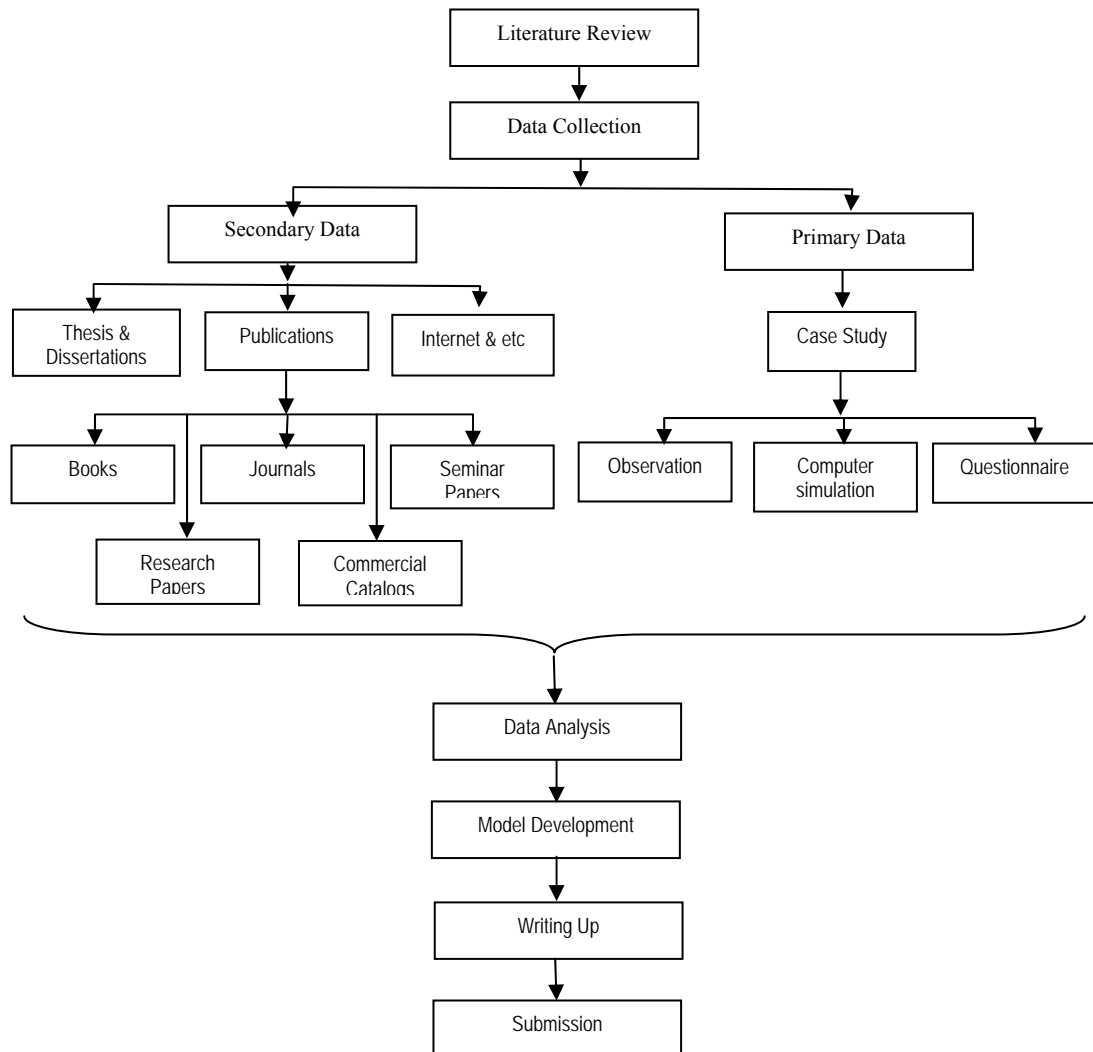 Literature Review
Data Collection
Secondary Data
Primary Data
Thesis &
Dissertations
Publications
Internet & etc
Case Study
Books
Journals
Seminar
Papers
Observation
Computer
simulation
Questionnaire
Research
Papers
Commercial
Catalogs
Data Analysis
Model Development
Writing Up
Submission